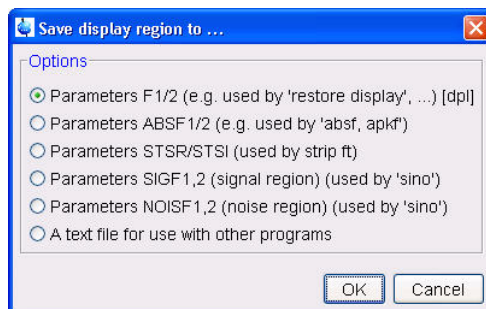 Save display region to ...
Options
Parameters F1/2 (e.g. used by 'restore display', ...) [dpl]
Parameters ABSF1/2 (e.g. used by 'absf, apkf')
Parameters STSR/STSI (used by strip ft)
Parameters SIGF1,2 (signal region) (used by 'sino')
Parameters NOISF1,2 (noise region) (used by 'sino')
A text file for use with other programs
OK Cancel